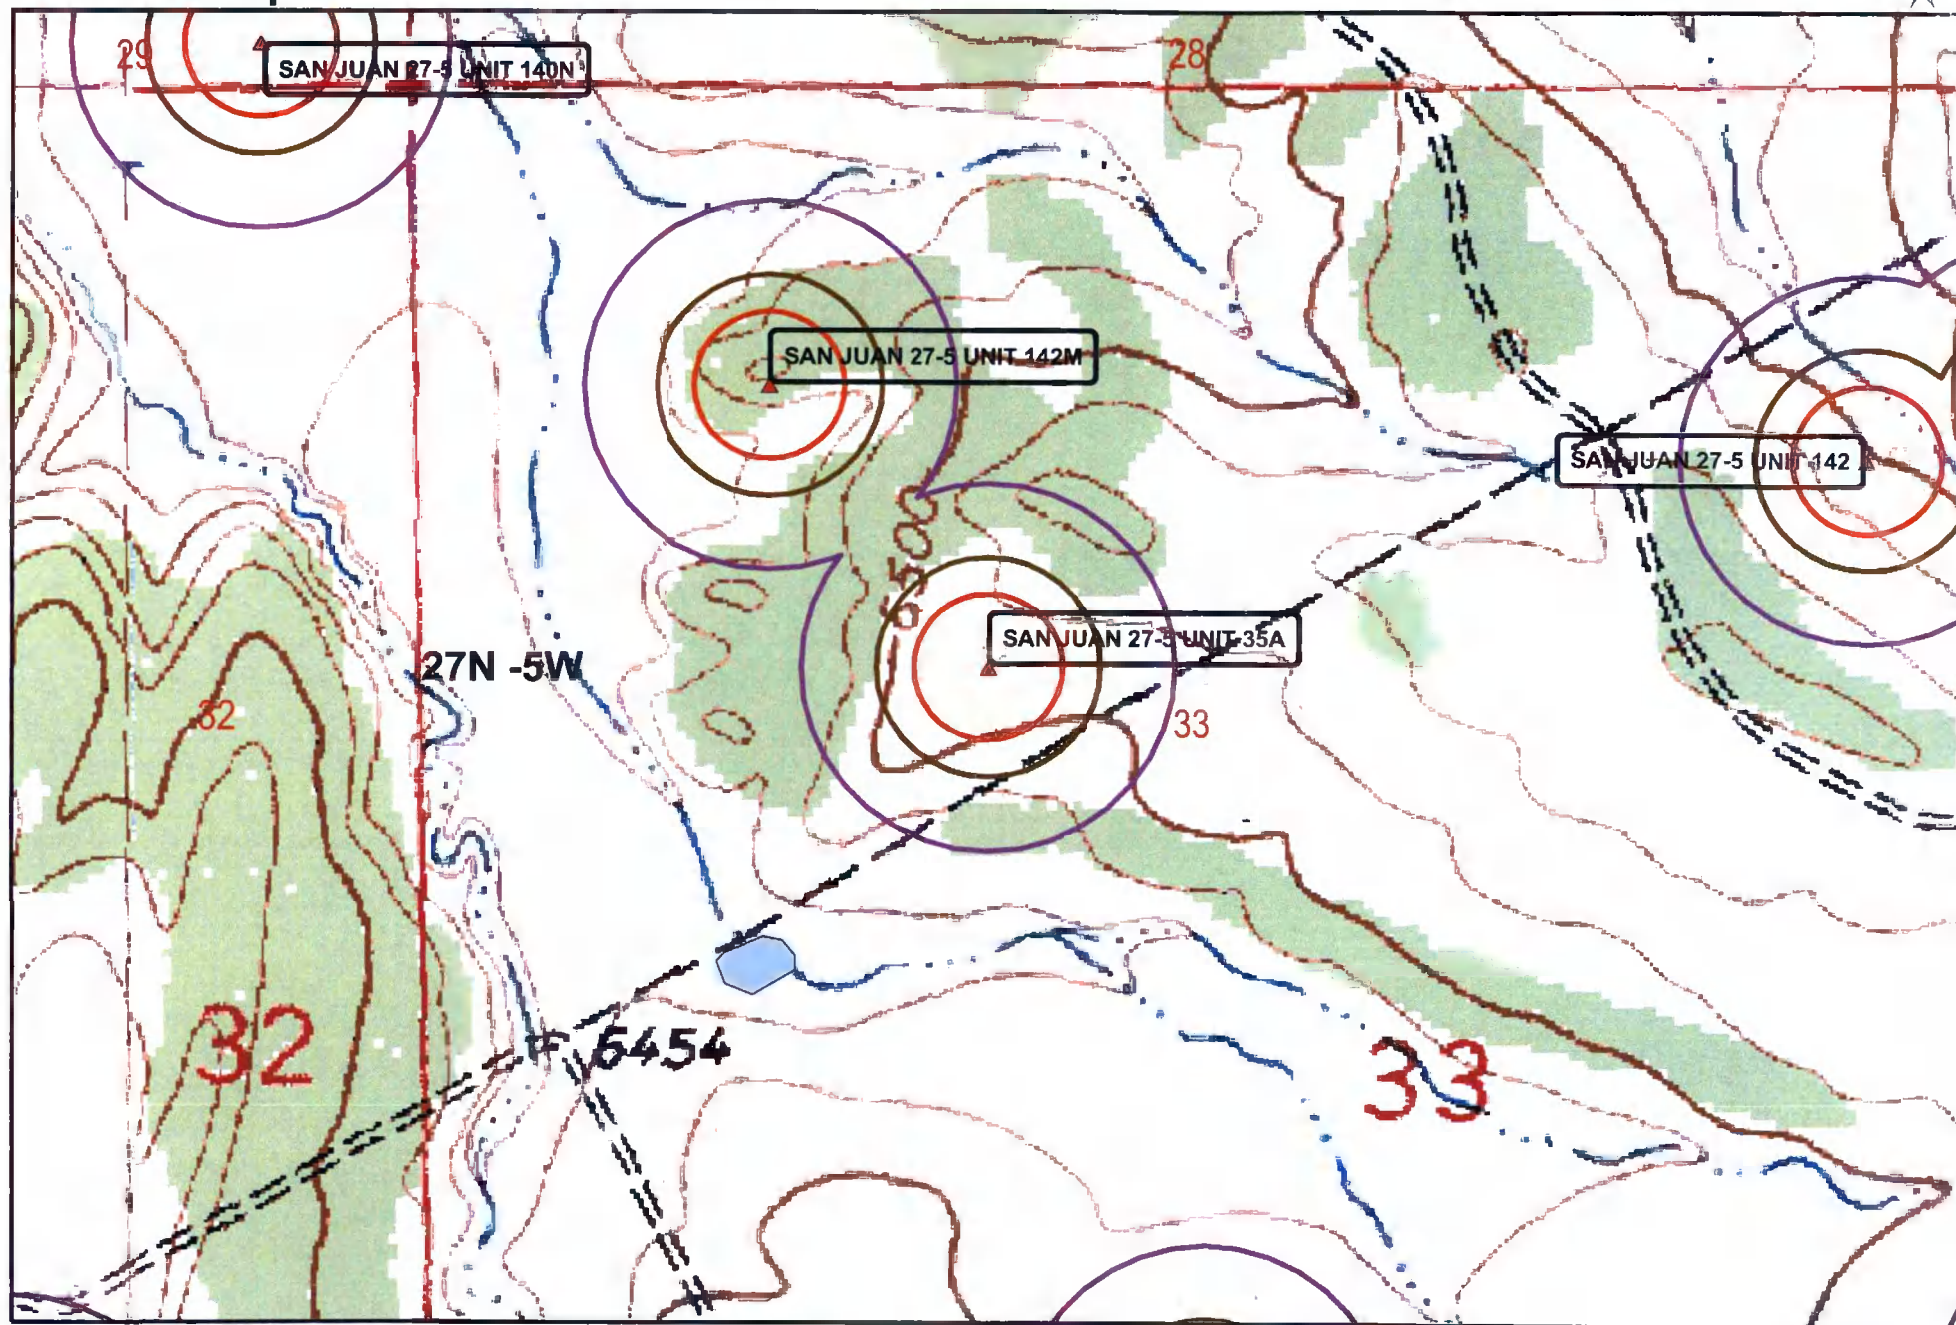 29
SAN JUAN 27-5 UNIT 140N
28
SAN JUAN 27-5 UNIT 142M
SAN JUAN 27-5 UNIT 142
6500
SAN JUAN 27-5 UNIT 35A
27N -5W
32
33
32
6454
33